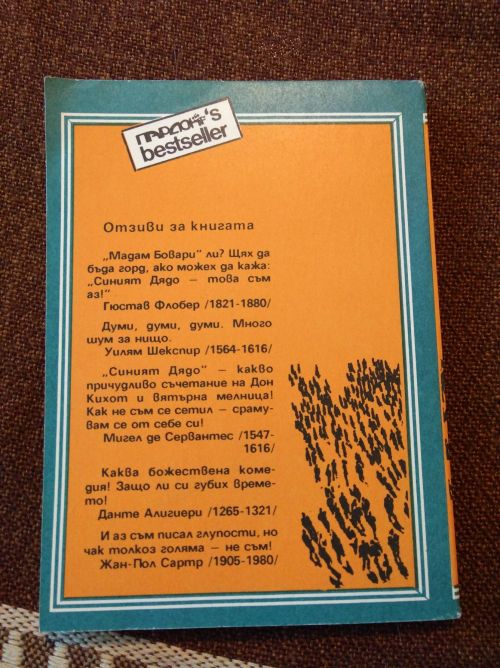 ПАРДОН's
bestseller
Отзиви за книгата
„Мадам Бовари" ли? Щях да
бъда горд, ако можех да кажа:
„Синият Дядо — това съм
аз!"
Гюстав Флобер /1821-1880/
Думи, думи, думи. Много
шум за нищо.
Уилям Шекспир /1564-1616/
„Синият Дядо" — какво
причудливо съчетание на Дон
Кихот и вятърна мелница!
Как не съм се сетил — сраму-
вам се от себе си!
Мигел де Сервантес /1547-
1616/
Каква божествена коме-
дия! Защо ли си губих време-
то!
Данте Алигиери /1265-1321/
И аз съм писал глупости, но
чак толкоз голяма — не съм!
Жан-Пол Сартр /1905-1980/